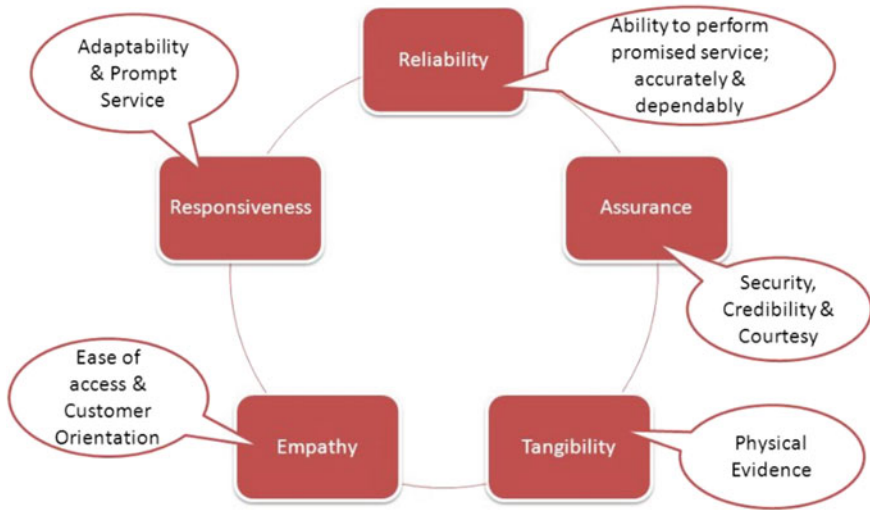 Reliability
Ability to perform
promised service;
accurately &
dependably
Adaptability
& Prompt
Service
Responsiveness
Assurance
Security,
Credibility &
Courtesy
Ease of
access &
Customer
Orientation
Empathy
Tangibility
Physical
Evidence